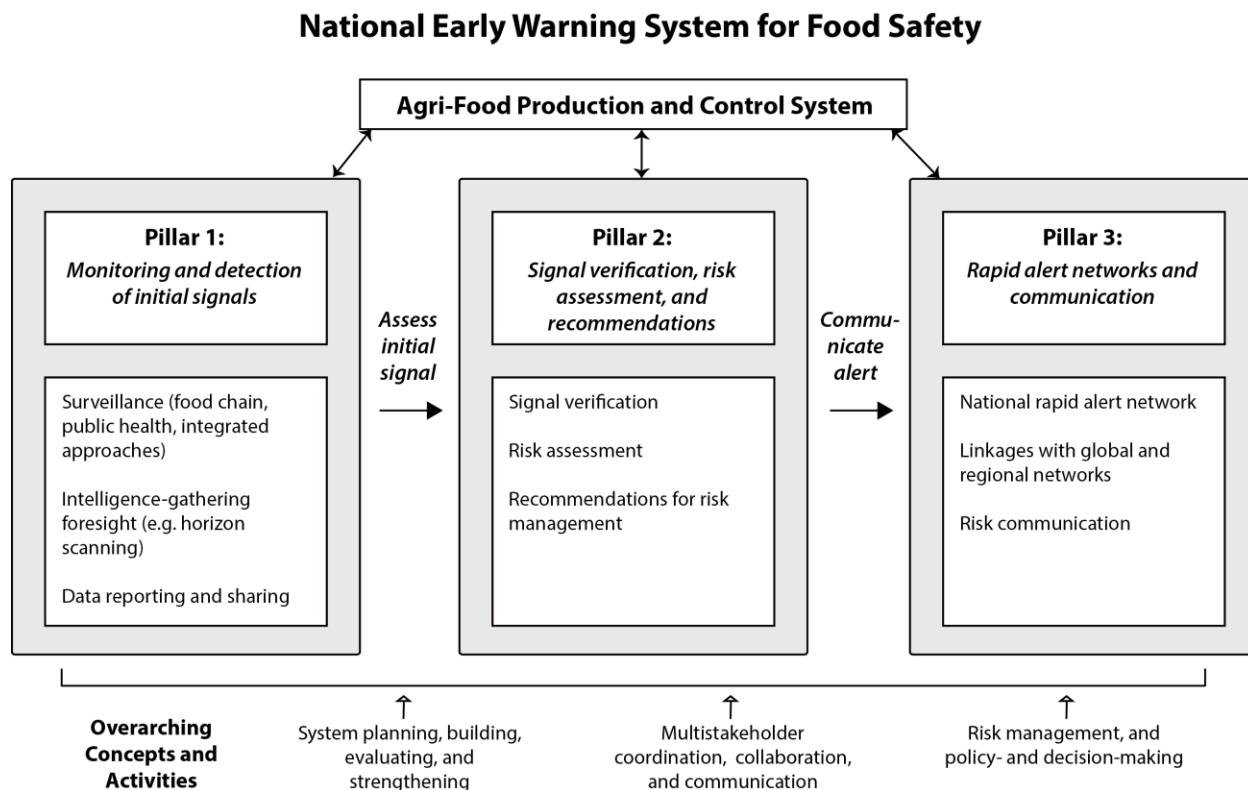 National Early Warning System for Food Safety
Agri-Food Production and Control System
Pillar 1:
Monitoring and detection
of initial signals
Surveillance (food chain,
public health, integrated
approaches)
Intelligence-gathering
foresight (e.g. horizon
scanning)
Data reporting and sharing
Assess
initial
signal
Pillar 2:
Signal verification, risk
assessment, and
recommendations
Signal verification
Risk assessment
Recommendations for risk
management
Commu-
nicate
alert
Pillar 3:
Rapid alert networks and
communication
National rapid alert network
Linkages with global and
regional networks
Risk communication
Overarching
Concepts and
Activities
System planning, building,
evaluating, and
strengthening
Multistakeholder
coordination, collaboration,
and communication
Risk management, and
policy- and decision-making